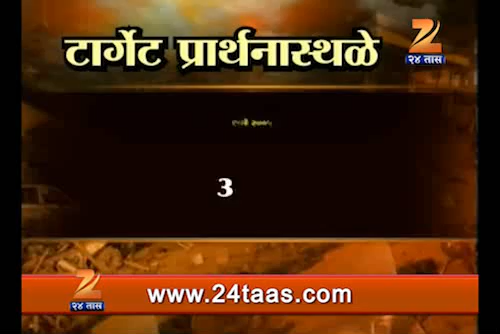 टार्गेट प्रार्थनास्थळे
२४ तास
3
२४ तास
www.24taas.com